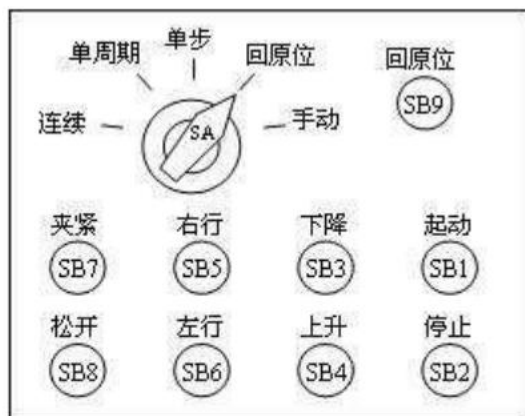 单周期 单步 回原位 回原位
SB9
连续 SA 手动
夹紧 右行 下降 起动
SB7 SB5 SB3 SB1
松开 左行 上升 停止
SB8 SB6 SB4 SB2